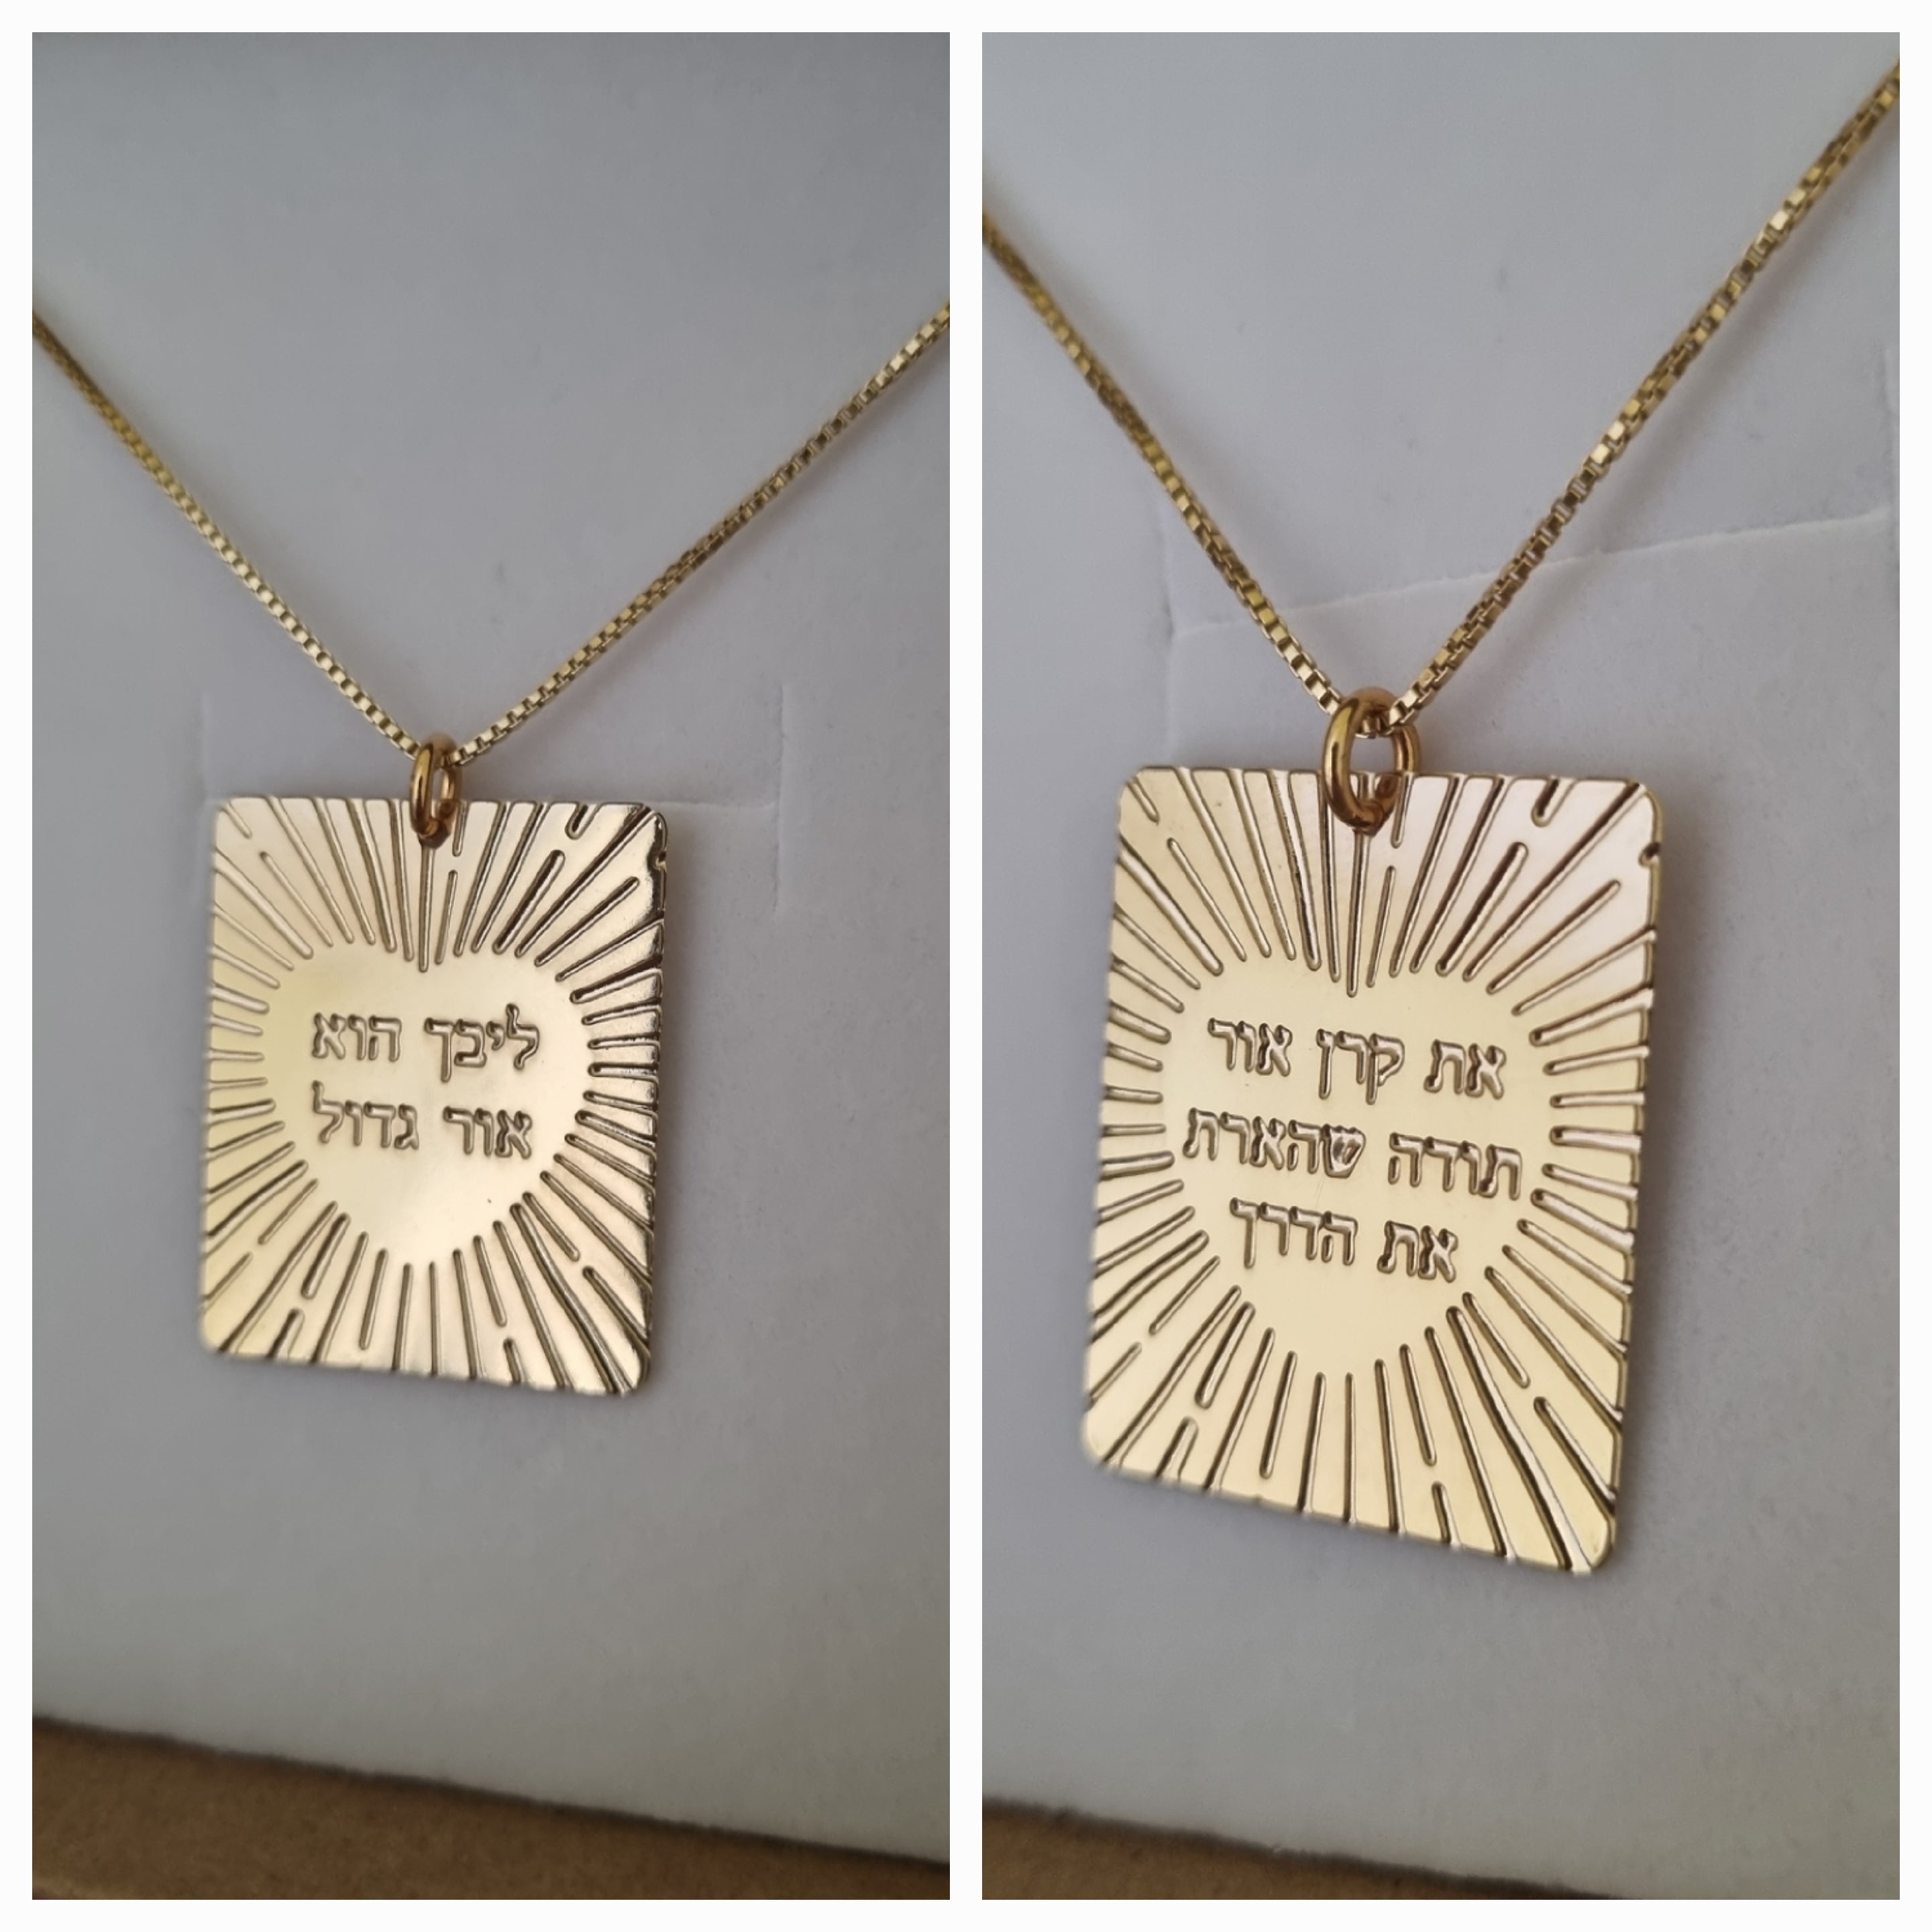 ליבך הוא
אור גדול
את קרן אור
תודה שהארת
את הדרך